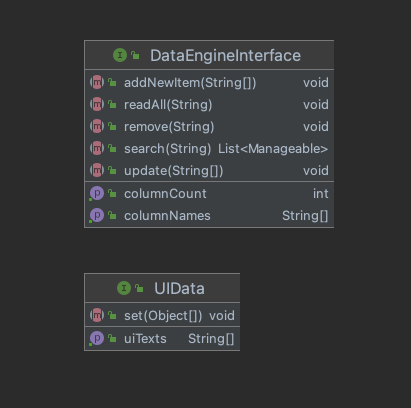 I DataEngineInterface
m addNewItem(String[]) void
m readAll(String) void
m remove(String) void
m search(String) List<Manageable>
m update(String[]) void
p columnCount int
p columnNames String[]
I UIData
m set(Object[]) void
p uiTexts String[]